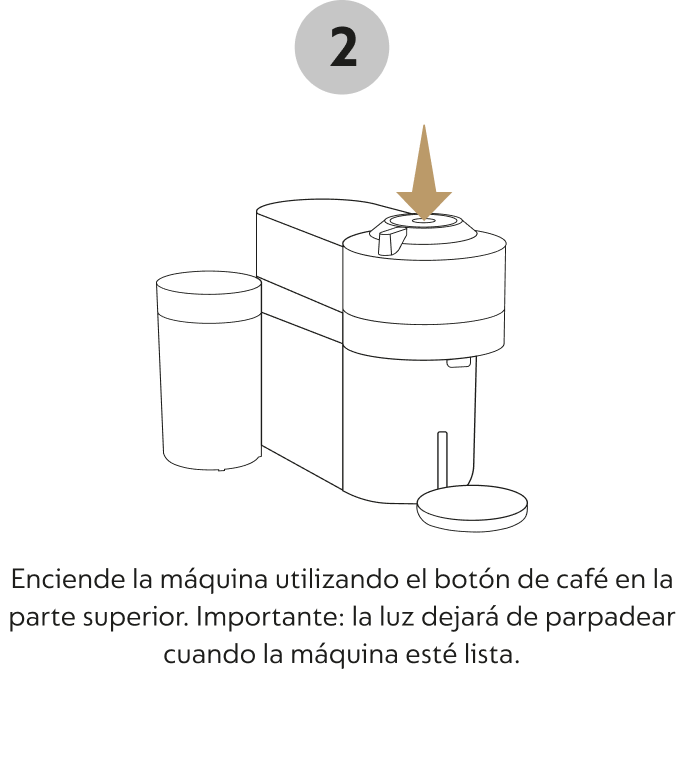 2
Enciende la máquina utilizando el botón de café en la
parte superior. Importante: la luz dejará de parpadear
cuando la máquina esté lista.